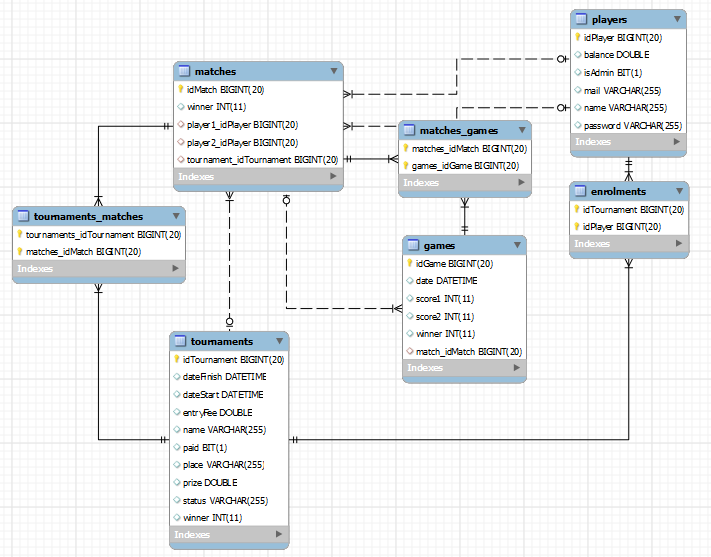 players
idPlayer BIGINT(20)
balance DOUBLE
isAdmin BIT(1)
mail VARCHAR(255)
name VARCHAR(255)
password VARCHAR(255)
Indexes
matches
idMatch BIGINT(20)
winner INT(11)
player1_idPlayer BIGINT(20)
player2_idPlayer BIGINT(20)
tournament_idTournament BIGINT(20)
Indexes
matches_games
matches_idMatch BIGINT(20)
games_idGame BIGINT(20)
Indexes
enrolments
idTournament BIGINT(20)
idPlayer BIGINT(20)
Indexes
tournaments_matches
tournaments_idTournament BIGINT(20)
matches_idMatch BIGINT(20)
Indexes
games
idGame BIGINT(20)
date DATETIME
score1 INT(11)
score2 INT(11)
winner INT(11)
match_idMatch BIGINT(20)
Indexes
tournaments
idTournament BIGINT(20)
dateFinish DATETIME
dateStart DATETIME
entryFee DOUBLE
name VARCHAR(255)
paid BIT(1)
place VARCHAR(255)
prize DOUBLE
status VARCHAR(255)
winner INT(11)
Indexes